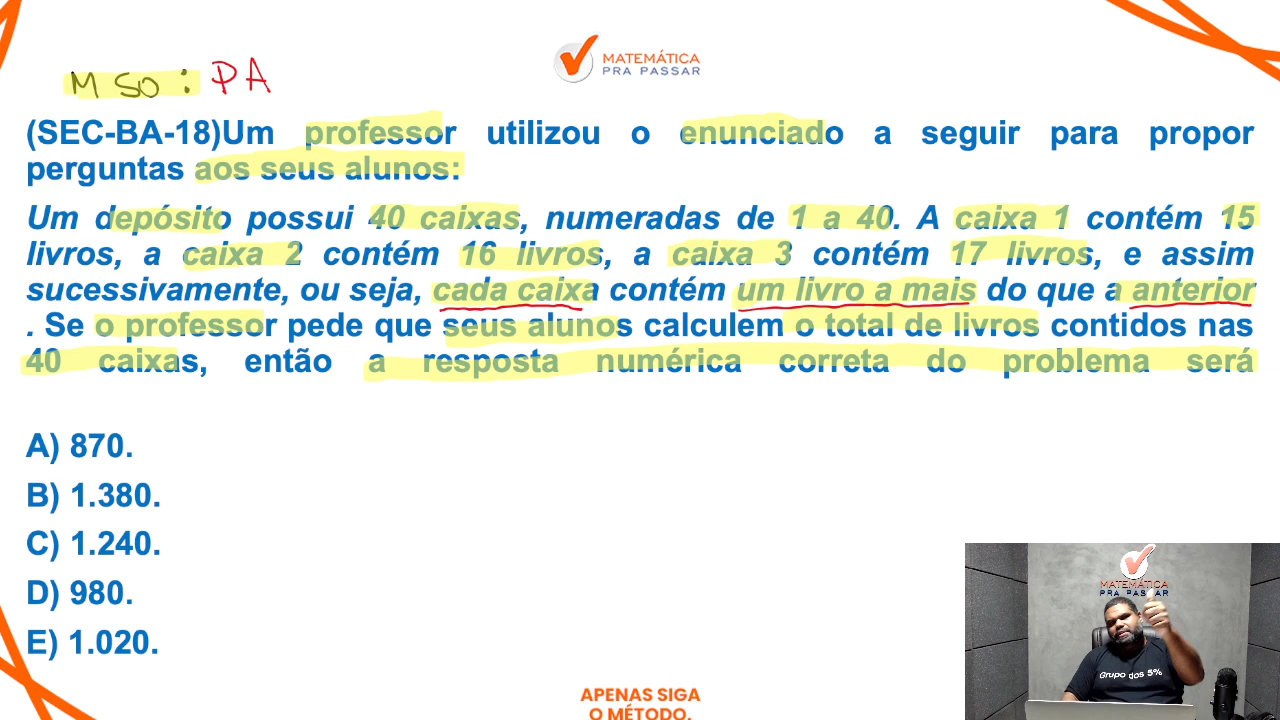 MATEMÁTICA
PRA PASSAR
M SO : PA
(SEC-BA-18)Um professor utilizou o enunciado a seguir para propor
perguntas aos seus alunos:
Um depósito possui 40 caixas, numeradas de 1 a 40. A caixa 1 contém 15
livros, a caixa 2 contém 16 livros, a caixa 3 contém 17 livros, e assim
sucessivamente, ou seja, cada caixa contém um livro a mais do que a anterior
. Se o professor pede que seus alunos calculem o total de livros contidos nas
40 caixas, então a resposta numérica correta do problema será
A) 870.
B) 1.380.
C) 1.240.
D) 980.
E) 1.020.
MATEMÁTICA
PRA PASSAR
Grupo dos 5%
APENAS SIGA
O MÉTODO.